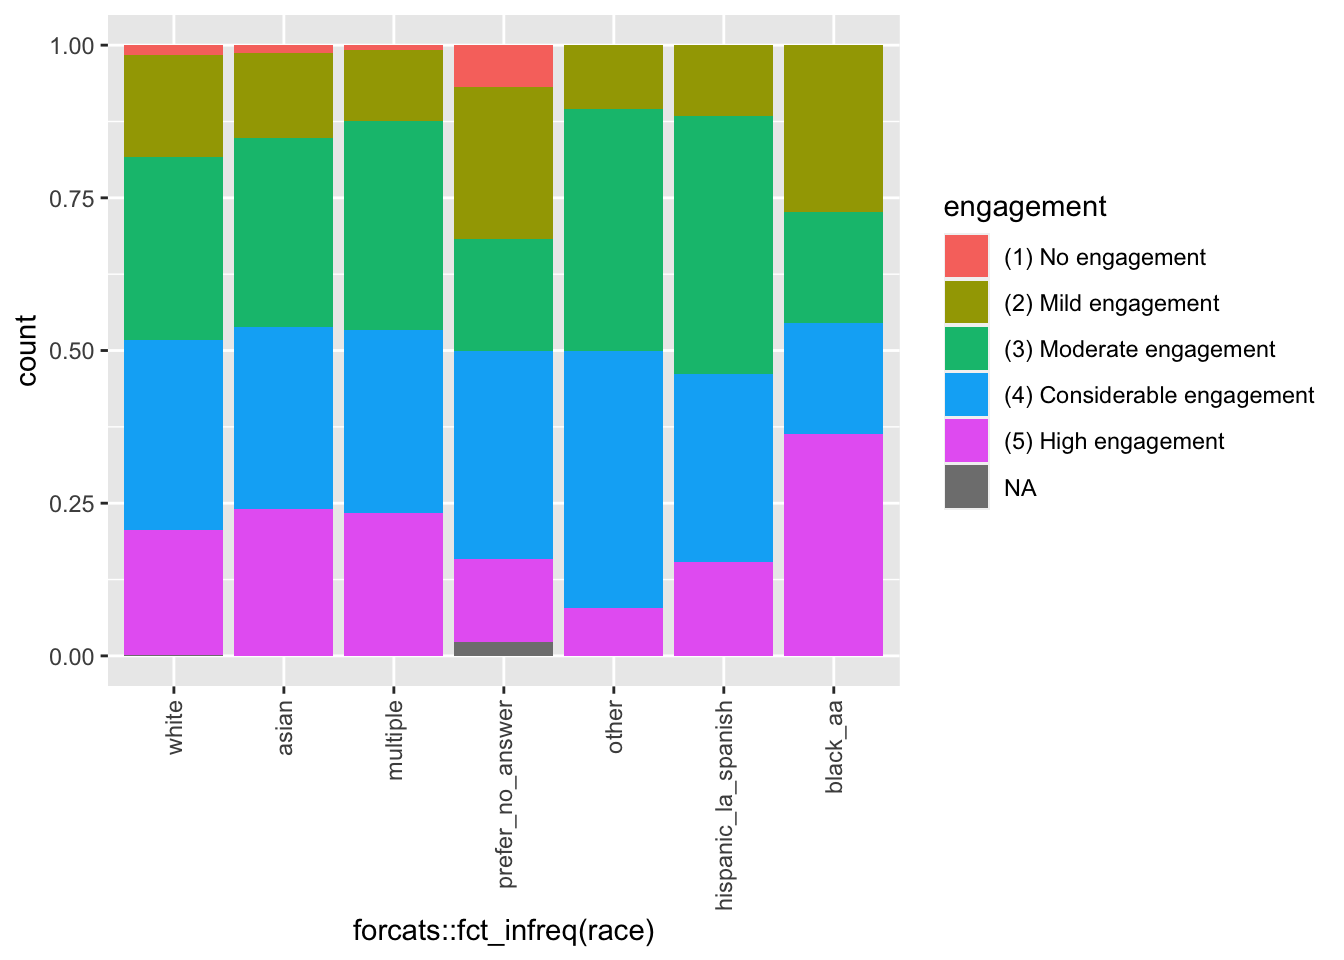 1.00
0.75
0.50
0.25
0.00
count
white
asian
multiple
prefer_no_answer
other
hispanic_la_spanish
black_aa
forcats::fct_infreq(race)
engagement
(1) No engagement
(2) Mild engagement
(3) Moderate engagement
(4) Considerable engagement
(5) High engagement
NA